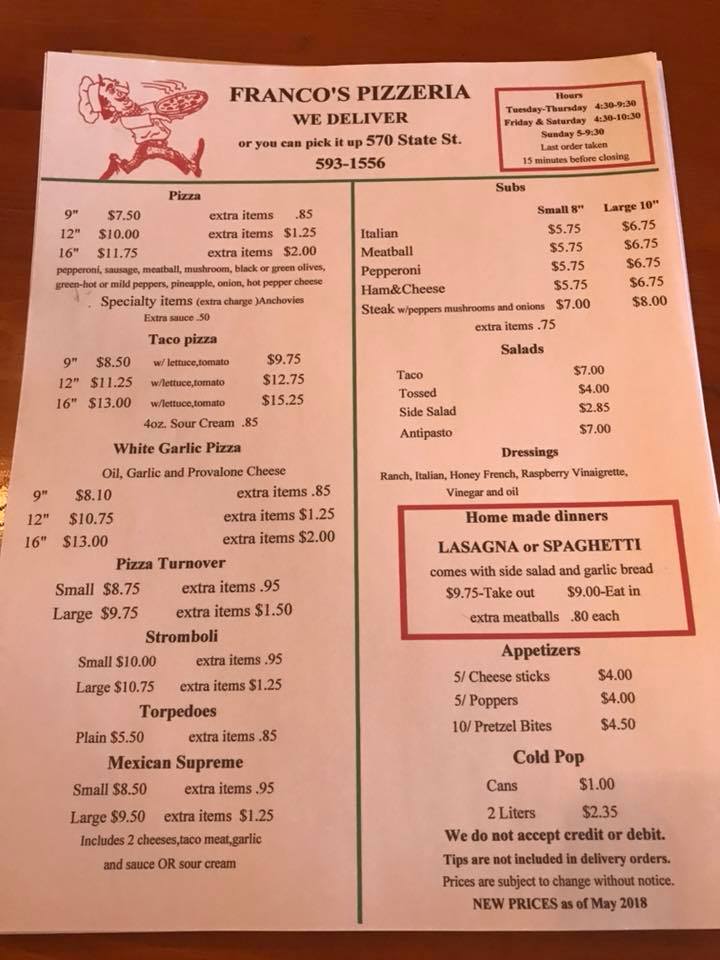 FRANCO'S PIZZERIA
WE DELIVER
or you can pick it up 570 State St.
593-1556
Hours
Tuesday-Thursday 4:30-9:30
Friday & Saturday 4:30-10:30
Sunday 5-9:30
Last order taken
15 minutes before closing
Pizza
9" $7.50 extra items .85
12" $10.00 extra items $1.25
16" $11.75 extra items $2.00
pepperoni, sausage, meatball, mushroom, black or green olives,
green-hot or mild peppers, pineapple, onion, hot pepper cheese
Specialty items (extra charge )Anchovies
Extra sauce .50
Taco pizza
9" $8.50 w/ lettuce,tomato $9.75
12" $11.25 w/lettuce,tomato $12.75
16" $13.00 w/lettuce,tomato $15.25
4oz. Sour Cream .85
White Garlic Pizza
Oil, Garlic and Provalone Cheese
9" $8.10 extra items .85
12" $10.75 extra items $1.25
16" $13.00 extra items $2.00
Pizza Turnover
Small $8.75 extra items .95
Large $9.75 extra items $1.50
Stromboli
Small $10.00 extra items .95
Large $10.75 extra items $1.25
Torpedoes
Plain $5.50 extra items .85
Mexican Supreme
Small $8.50 extra items .95
Large $9.50 extra items $1.25
Includes 2 cheeses,taco meat,garlic
and sauce OR sour cream
Subs
Small 8" Large 10"
Italian $5.75 $6.75
Meatball $5.75 $6.75
Pepperoni $5.75 $6.75
Ham&Cheese $5.75 $6.75
Steak w/peppers mushrooms and onions $7.00 $8.00
extra items .75
Salads
Taco $7.00
Tossed $4.00
Side Salad $2.85
Antipasto $7.00
Dressings
Ranch, Italian, Honey French, Raspberry Vinaigrette,
Vinegar and oil
Home made dinners
LASAGNA or SPAGHETTI
comes with side salad and garlic bread
$9.75-Take out $9.00-Eat in
extra meatballs .80 each
Appetizers
5/ Cheese sticks $4.00
5/ Poppers $4.00
10/ Pretzel Bites $4.50
Cold Pop
Cans $1.00
2 Liters $2.35
We do not accept credit or debit.
Tips are not included in delivery orders.
Prices are subject to change without notice.
NEW PRICES as of May 2018